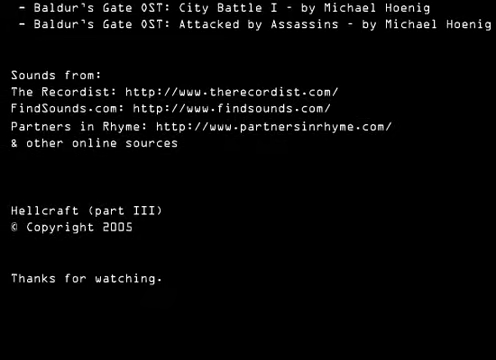 - Baldur's Gate OST: City Battle I - by Michael Hoenig
- Baldur's Gate OST: Attacked by Assassins - by Michael Hoenig
Sounds from:
The Recordist: http://www.therecordist.com/
FindSounds.com: http://www.findsounds.com/
Partners in Rhyme: http://www.partnersinrhyme.com/
& other online sources
Hellcraft (part III)
© Copyright 2005
Thanks for watching.